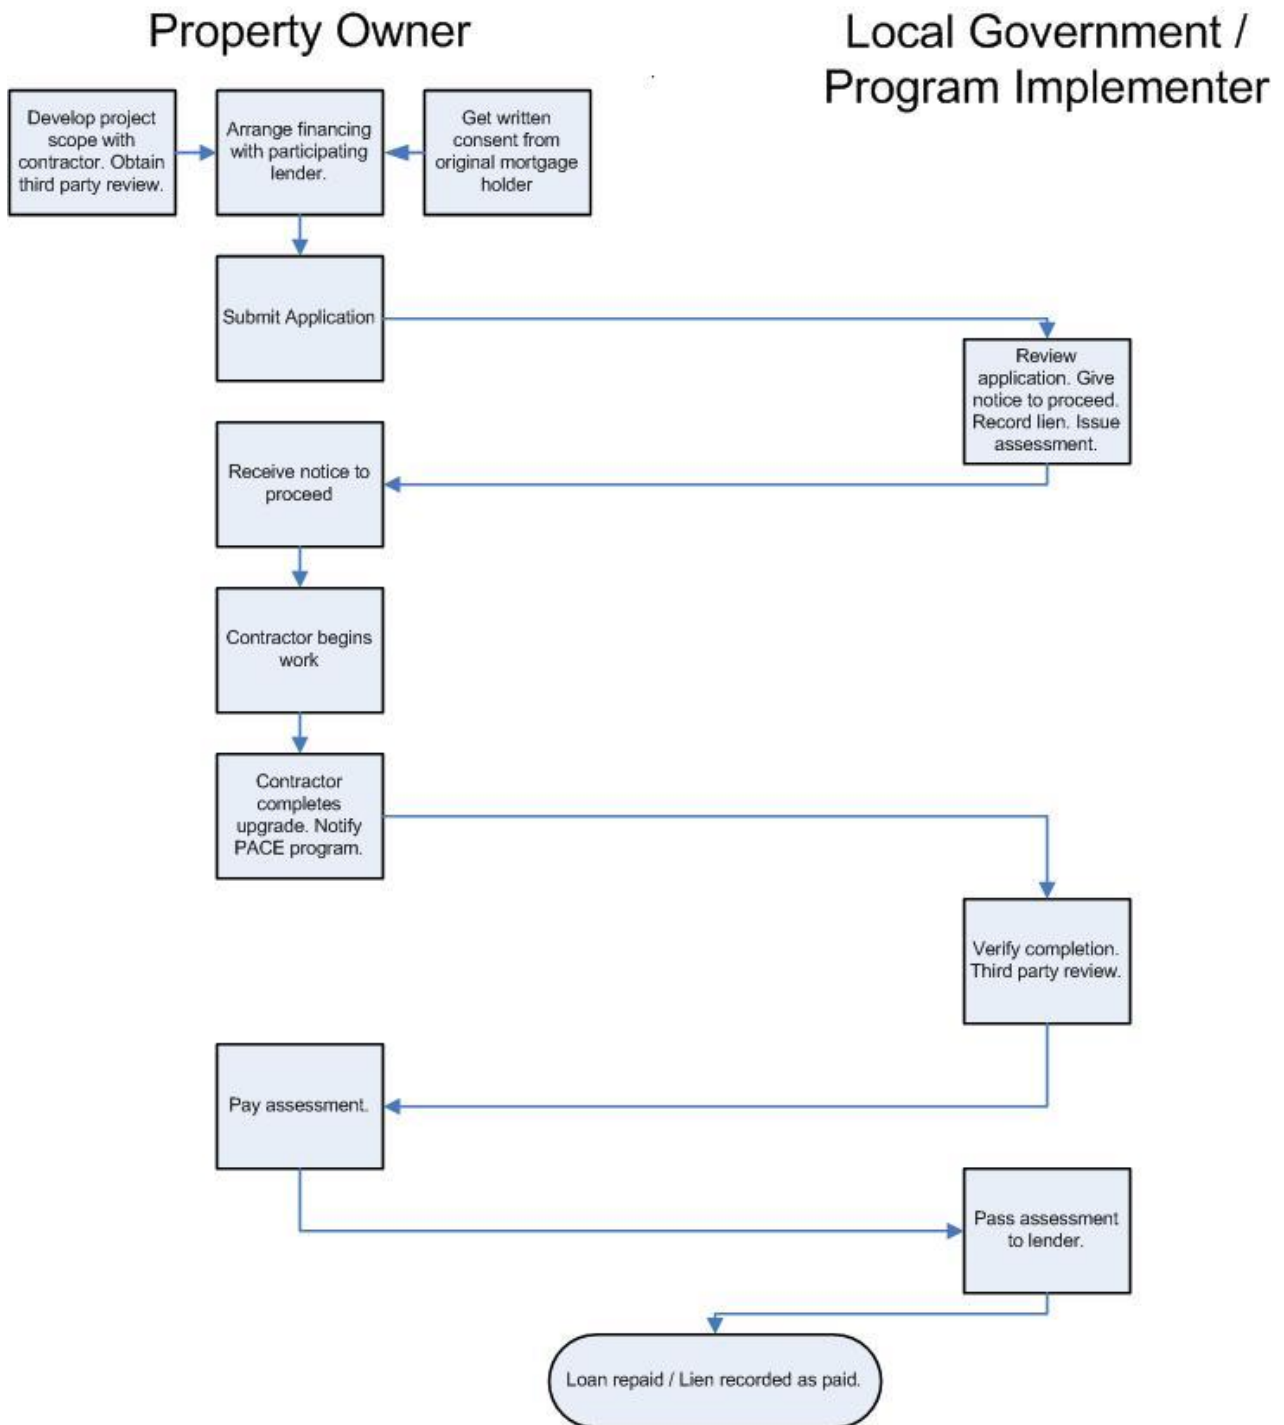 Property Owner
Local Government /
Program Implementer
Develop project
scope with
contractor. Obtain
third party review.
Arrange financing
with participating
lender.
Get written
consent from
original mortgage
holder
Submit Application
Review
application. Give
notice to proceed.
Record lien. Issue
assessment.
Receive notice to
proceed
Contractor begins
work
Contractor
completes
upgrade. Notify
PACE program.
Verify completion.
Third party review.
Pay assessment.
Pass assessment
to lender.
Loan repaid / Lien recorded as paid.